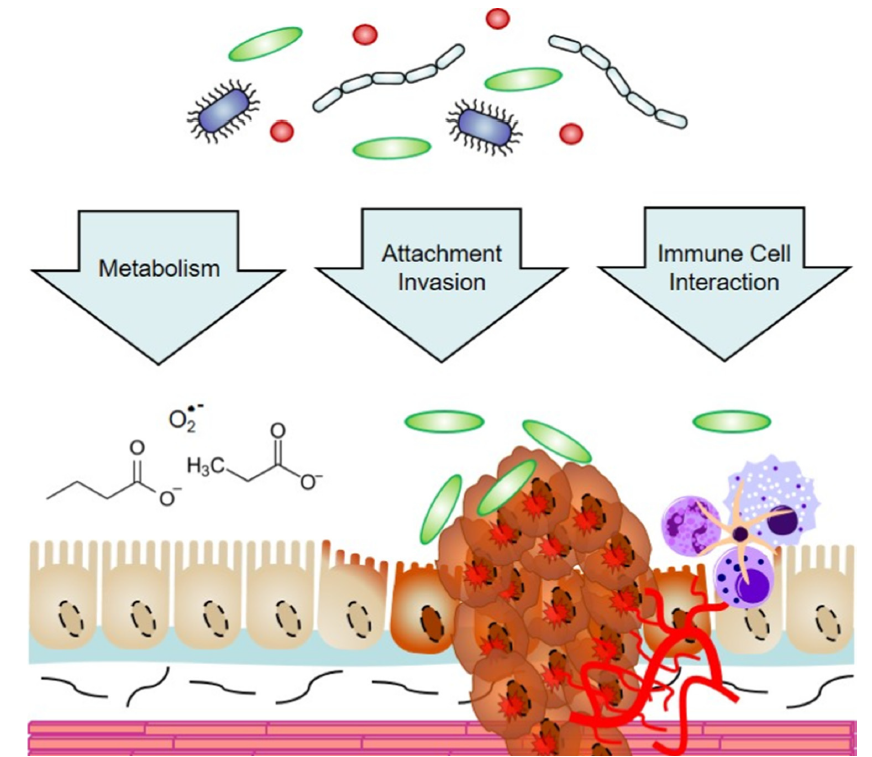 Metabolism
Attachment
Invasion
Immune Cell
Interaction
O₂•⁻
O
O⁻
H₃C
O
O⁻